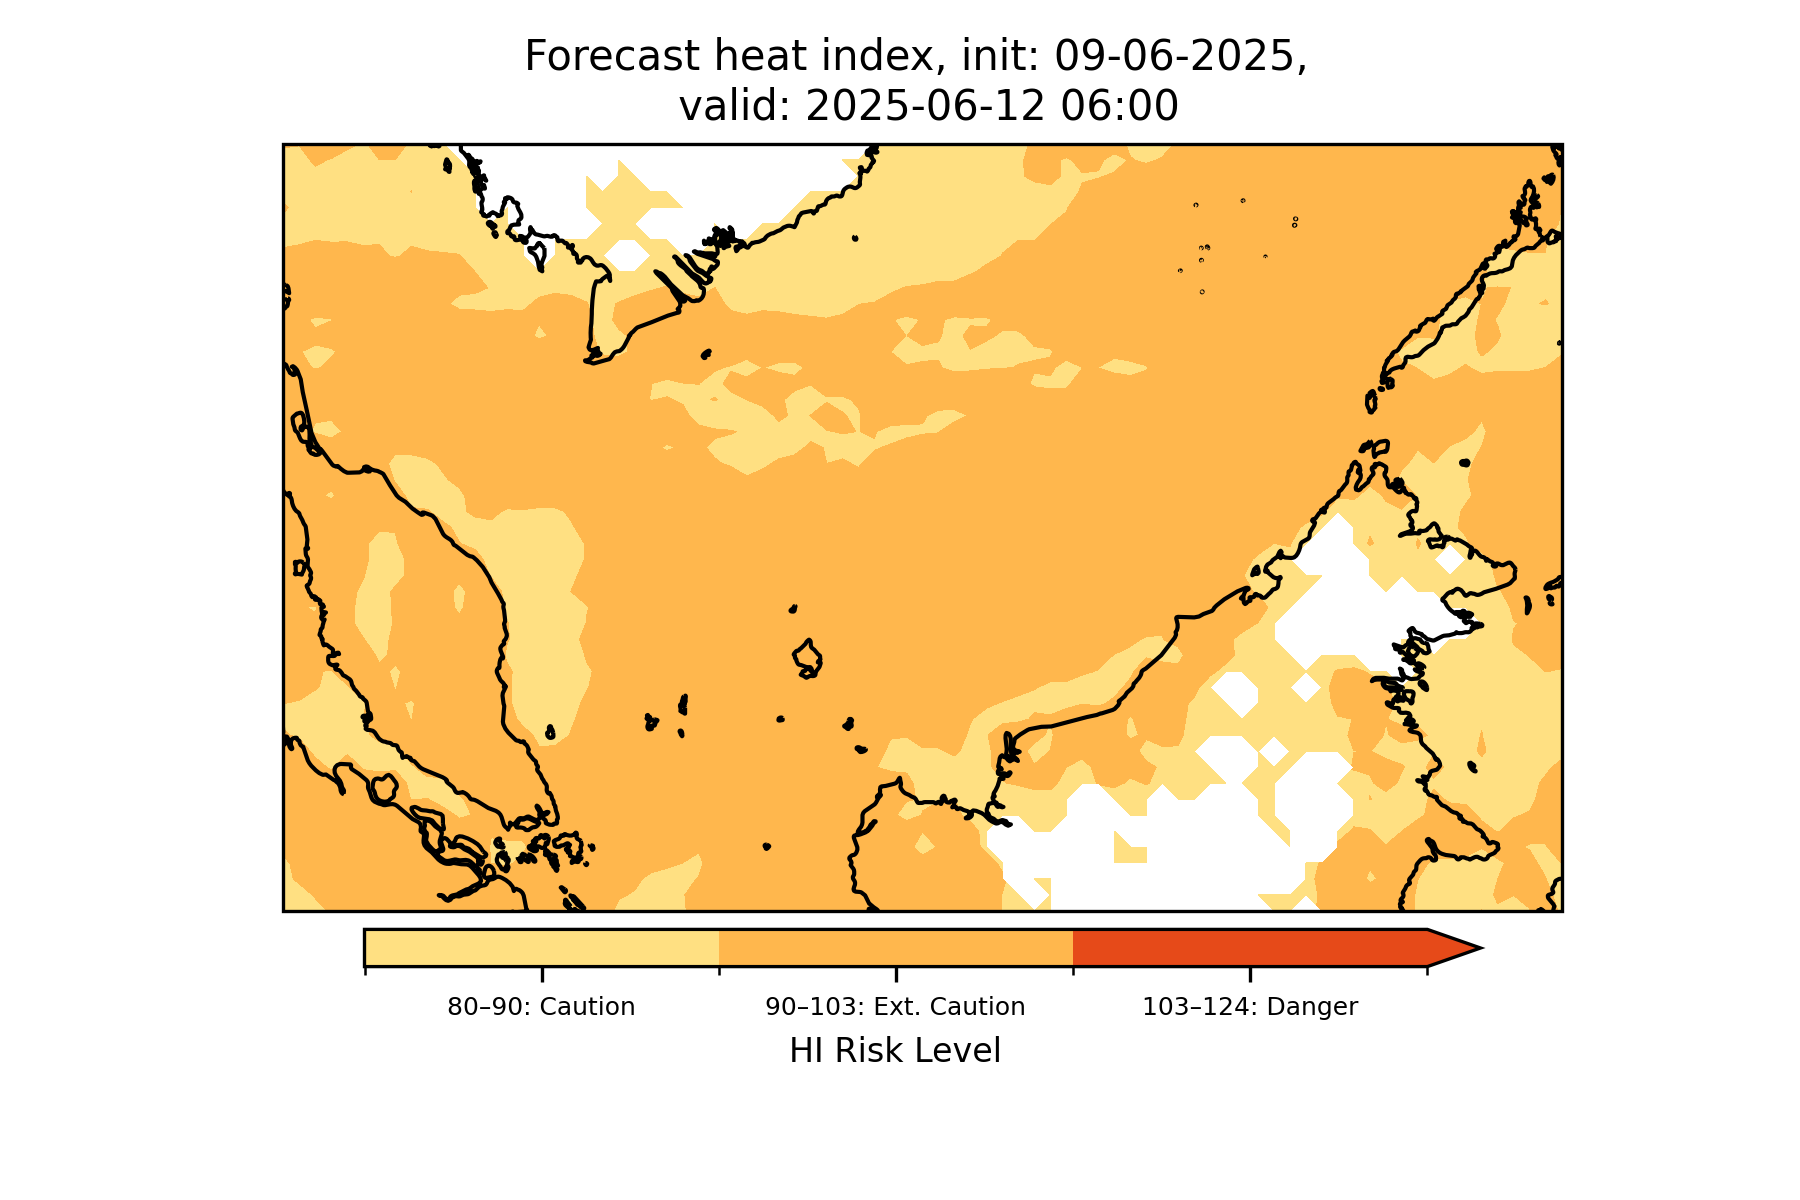 Forecast heat index, init: 09-06-2025,
valid: 2025-06-12 06:00
80–90: Caution
90–103: Ext. Caution
103–124: Danger
HI Risk Level